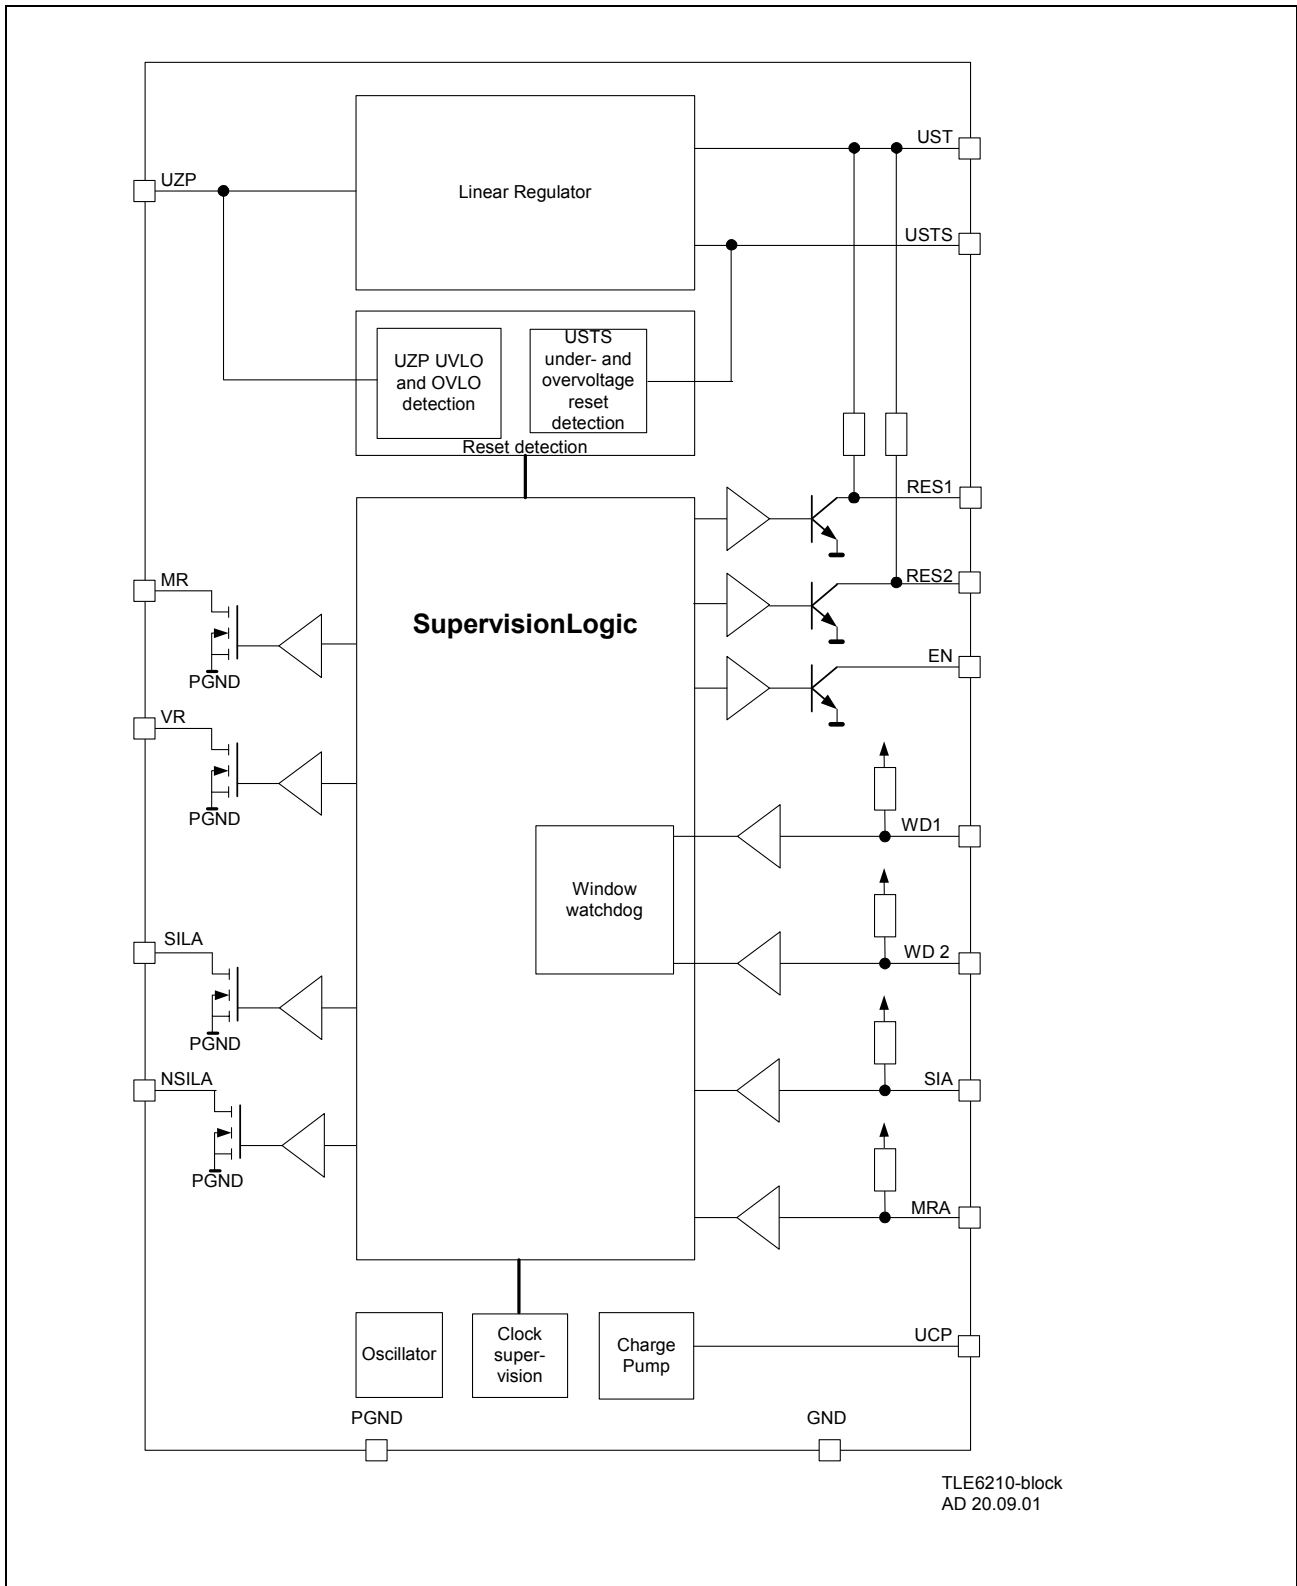 UST
UZP
Linear Regulator
USTS
UZP UVLO
and OVLO
detection
USTS
under- and
overvoltage
reset
detection
Reset detection
RES1
MR
RES2
SupervisionLogic
EN
PGND
VR
PGND
WD1
Window
watchdog
SILA
WD 2
PGND
NSILA
SIA
PGND
MRA
Oscillator
Clock
super-
vision
Charge
Pump
UCP
PGND
GND
TLE6210-block
AD 20.09.01